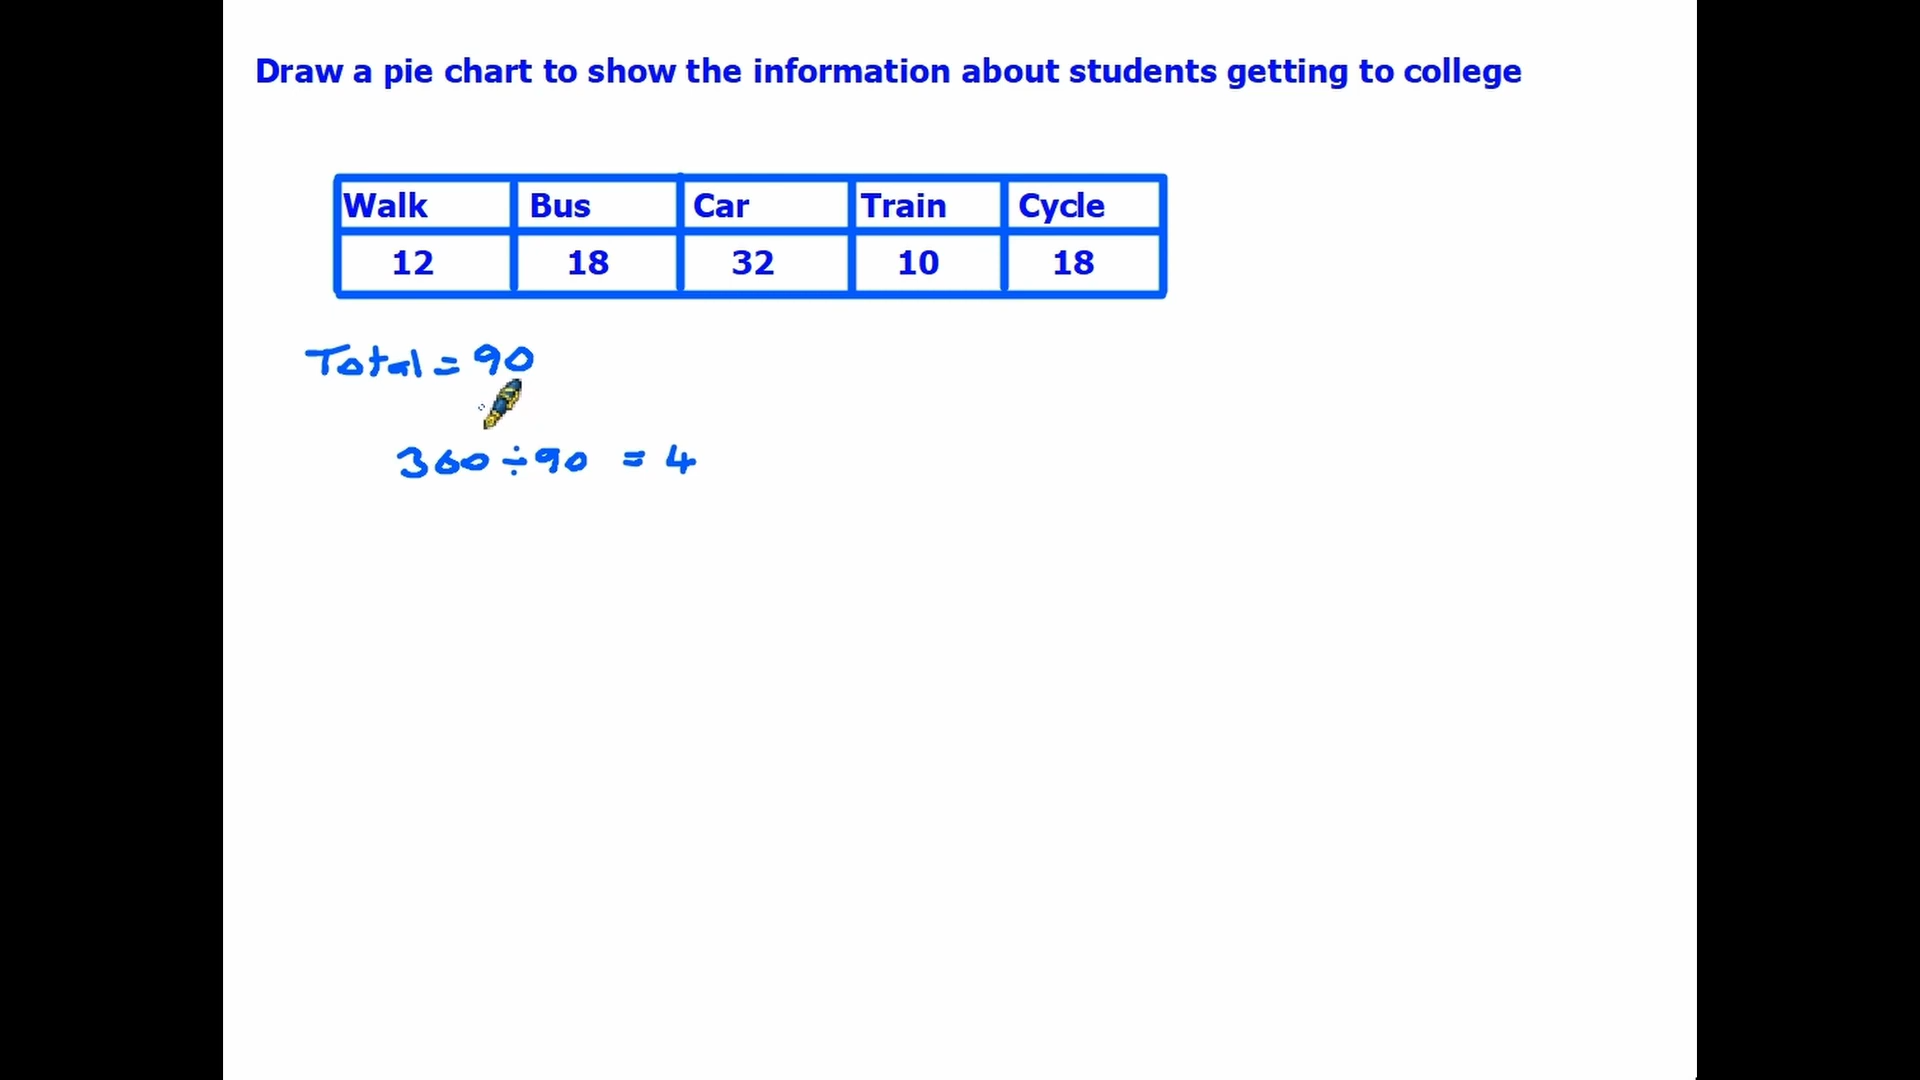 Draw a pie chart to show the information about students getting to college
Walk Bus Car Train Cycle
12 18 32 10 18
Total = 90
360 ÷ 90 = 4